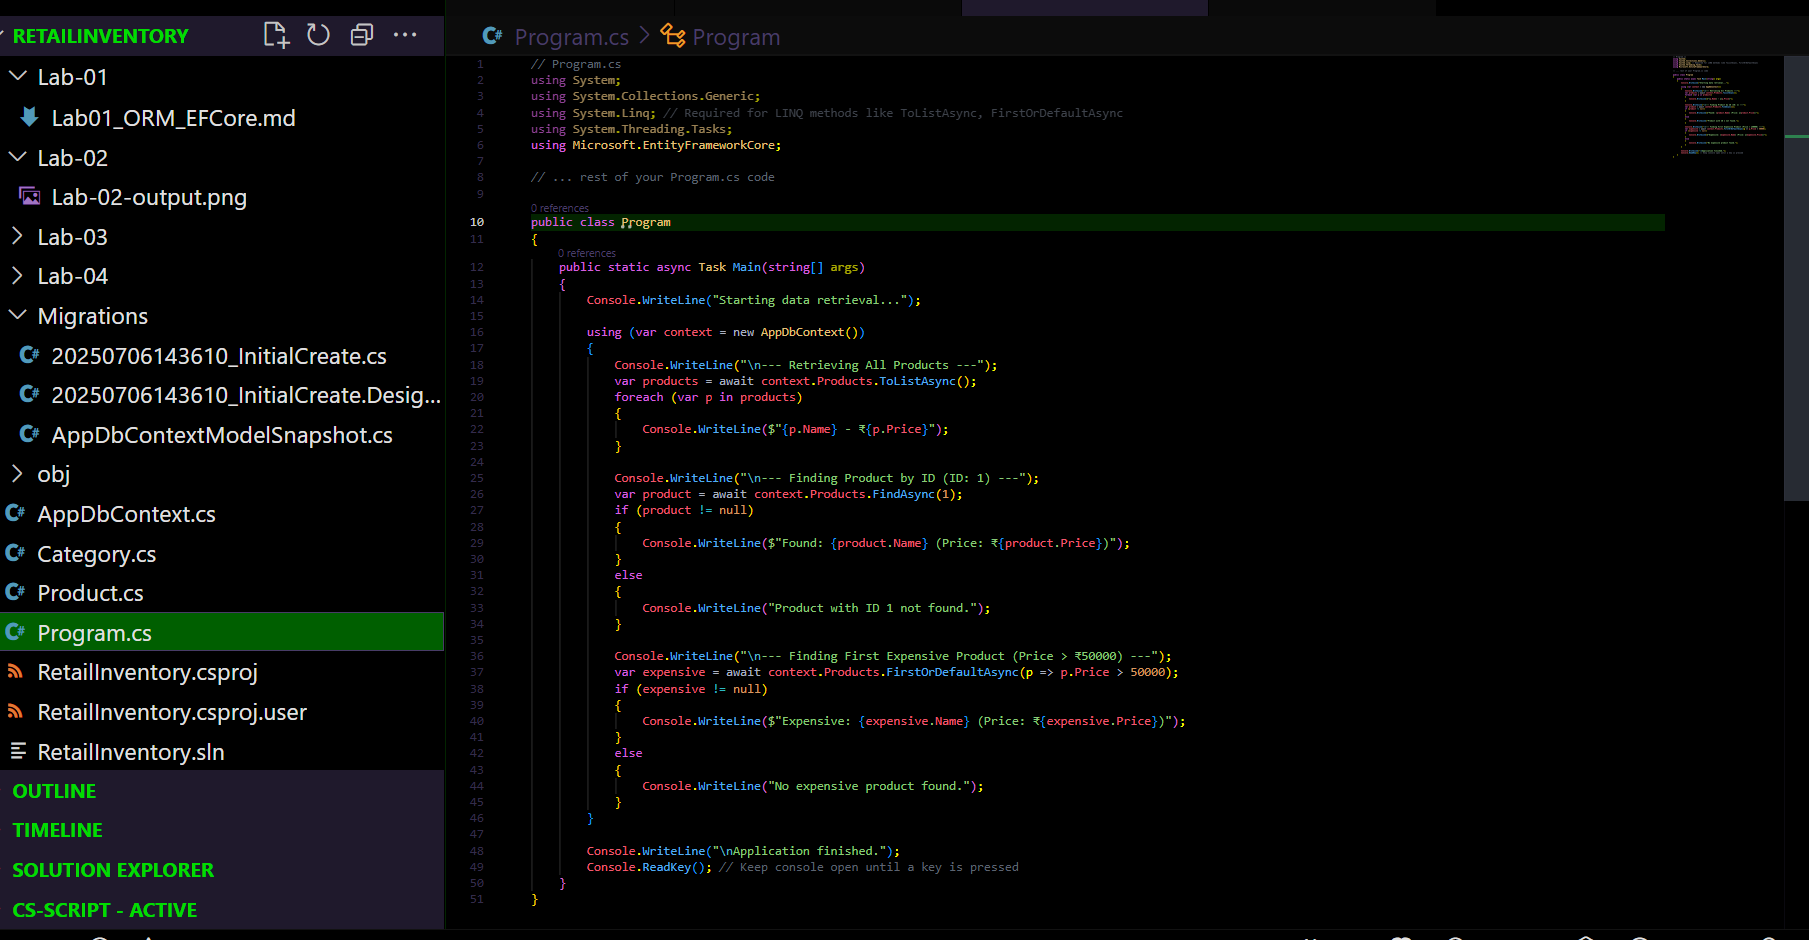 RETAILINVENTORY
Lab-01
Lab01_ORM_EFCore.md
Lab-02
Lab-02-output.png
Lab-03
Lab-04
Migrations
20250706143610_InitialCreate.cs
20250706143610_InitialCreate.Desig...
AppDbContextModelSnapshot.cs
obj
AppDbContext.cs
Category.cs
Product.cs
Program.cs
RetailInventory.csproj
RetailInventory.csproj.user
RetailInventory.sln
OUTLINE
TIMELINE
SOLUTION EXPLORER
CS-SCRIPT - ACTIVE
Program.cs > Program
1 // Program.cs
2 using System;
3 using System.Collections.Generic;
4 using System.Linq; // Required for LINQ methods like ToListAsync, FirstOrDefaultAsync
5 using System.Threading.Tasks;
6 using Microsoft.EntityFrameworkCore;
7
8 // ... rest of your Program.cs code
9
0 references
10 public class Program
11 {
0 references
12 public static async Task Main(string[] args)
13 {
14 Console.WriteLine("Starting data retrieval...");
15
16 using (var context = new AppDbContext())
17 {
18 Console.WriteLine("\n--- Retrieving All Products ---");
19 var products = await context.Products.ToListAsync();
20 foreach (var p in products)
21 {
22 Console.WriteLine($"{p.Name} - ₹{p.Price}");
23 }
24
25 Console.WriteLine("\n--- Finding Product by ID (ID: 1) ---");
26 var product = await context.Products.FindAsync(1);
27 if (product != null)
28 {
29 Console.WriteLine($"Found: {product.Name} (Price: ₹{product.Price})");
30 }
31 else
32 {
33 Console.WriteLine("Product with ID 1 not found.");
34 }
35
36 Console.WriteLine("\n--- Finding First Expensive Product (Price > ₹50000) ---");
37 var expensive = await context.Products.FirstOrDefaultAsync(p => p.Price > 50000);
38 if (expensive != null)
39 {
40 Console.WriteLine($"Expensive: {expensive.Name} (Price: ₹{expensive.Price})");
41 }
42 else
43 {
44 Console.WriteLine("No expensive product found.");
45 }
46 }
47
48 Console.WriteLine("\nApplication finished.");
49 Console.ReadKey(); // Keep console open until a key is pressed
50 }
51 }